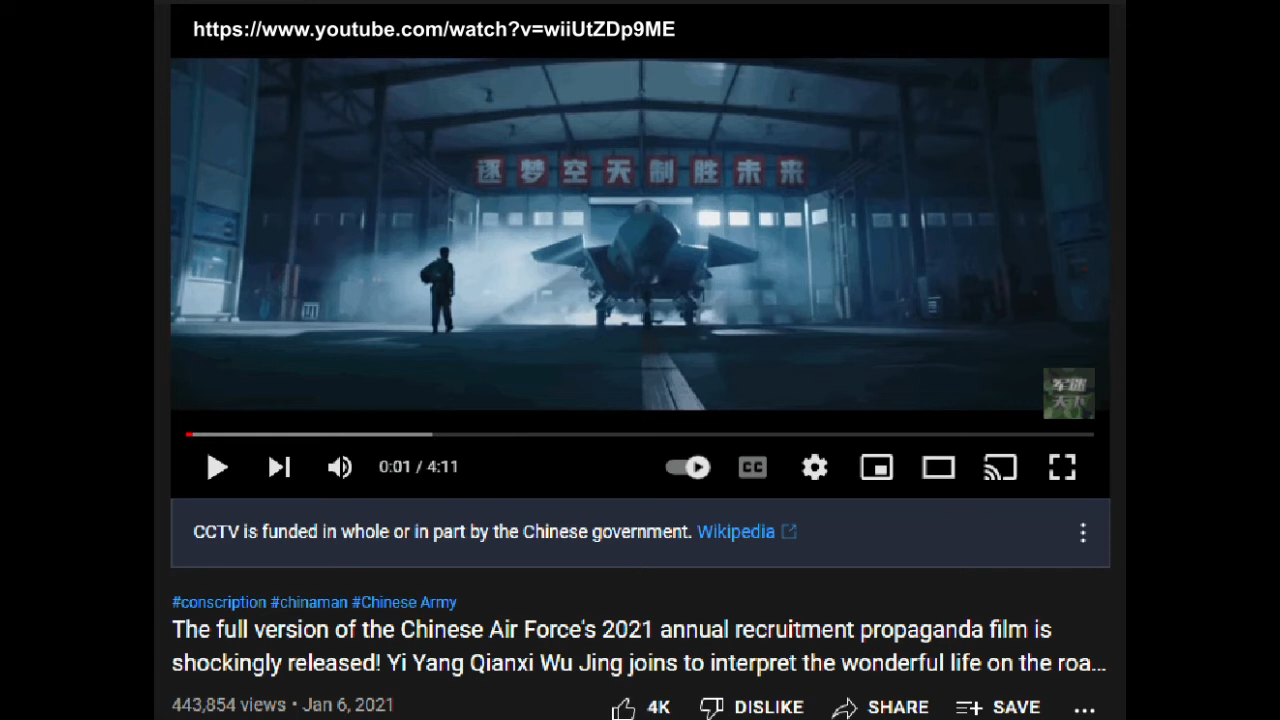 https://www.youtube.com/watch?v=wiiUtZDp9ME
逐梦空天制胜未来
军迷
天下
0:01 / 4:11
CC
CCTV is funded in whole or in part by the Chinese government. Wikipedia
#conscription #chinaman #Chinese Army
The full version of the Chinese Air Force's 2021 annual recruitment propaganda film is
shockingly released! Yi Yang Qianxi Wu Jing joins to interpret the wonderful life on the roa...
443,854 views • Jan 6, 2021 4K DISLIKE SHARE SAVE